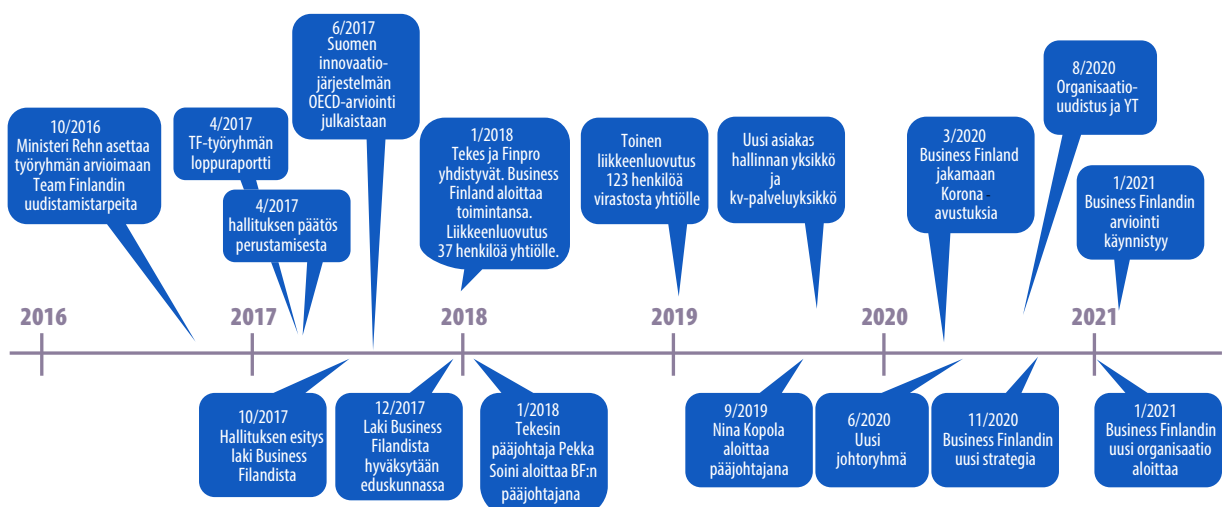 10/2016
Ministeri Rehn asettaa
työryhmän arvioimaan
Team Finlandin
uudistamistarpeita
4/2017
TF-työryhmän
loppuraportti
4/2017
hallituksen päätös
perustamisesta
6/2017
Suomen
innovaatio-
järjestelmän
OECD-arviointi
julkaistaan
1/2018
Tekes ja Finpro
yhdistyvät. Business
Finland aloittaa
toimintansa.
Liikkeenluovutus
37 henkilöä yhtiölle.
Toinen
liikkeenluovutus
123 henkilöä
virastosta yhtiölle
Uusi asiakas
hallinnan yksikkö
ja
kv-palveluyksikkö
3/2020
Business Finland
jakamaan
Korona -
avustuksia
8/2020
Organisaatio-
uudistus ja YT
1/2021
Business Finlandin
arviointi
käynnistyy
2016
2017
2018
2019
2020
2021
10/2017
Hallituksen esitys
laki Business
Filandista
12/2017
Laki Business
Filandista
hyväksytään
eduskunnassa
1/2018
Tekesin
pääjohtaja Pekka
Soini aloittaa BF:n
pääjohtajana
9/2019
Nina Kopola
aloittaa
pääjohtajana
6/2020
Uusi
johtoryhmä
11/2020
Business Finlandin
uusi strategia
1/2021
Business Finlandin
uusi organisaatio
aloittaa